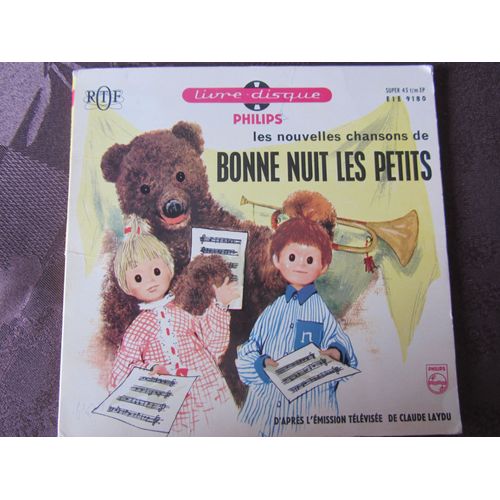 RTF
livre-disque
PHILIPS
SUPER 45 t/m EP
E1E 9180
les nouvelles chansons de
BONNE NUIT LES PETITS
n
PHILIPS
D'APRÈS L'ÉMISSION TÉLÉVISÉE DE CLAUDE LAYDU